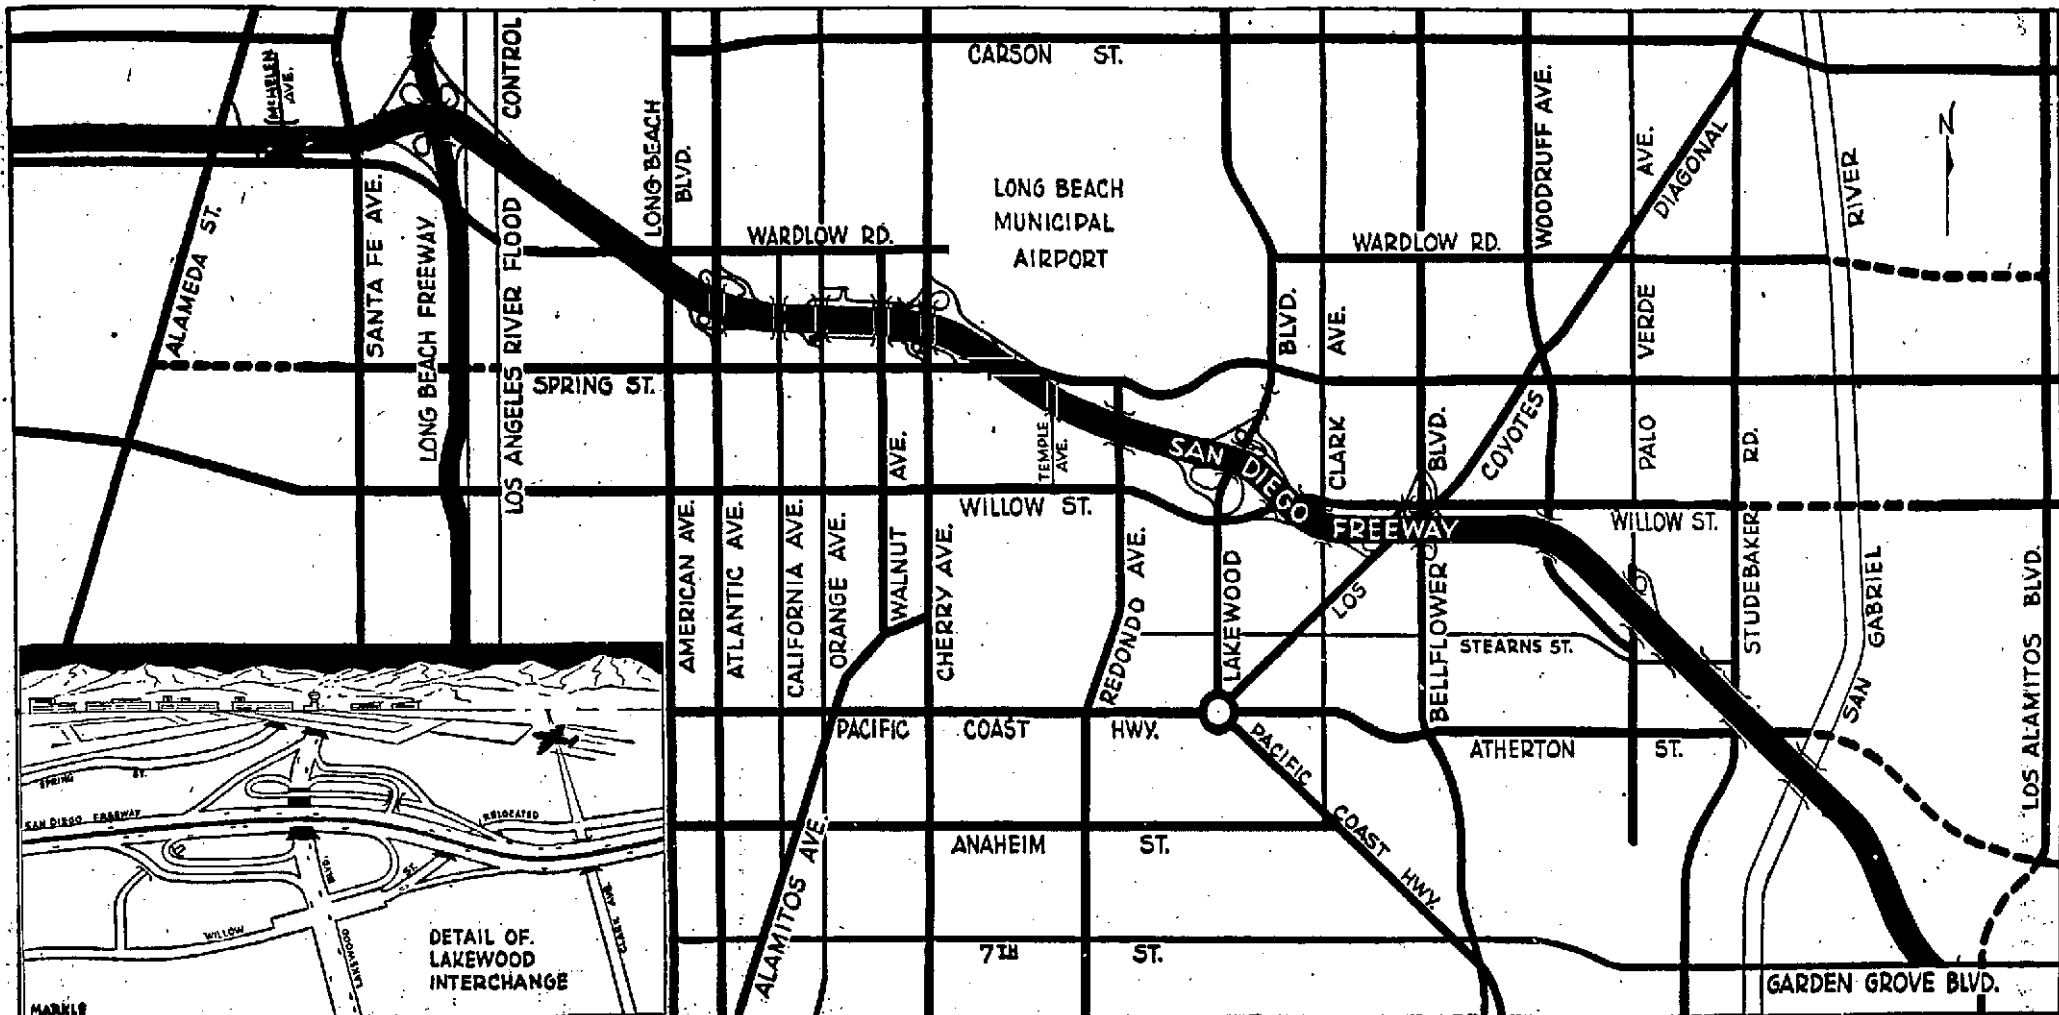 CARSON ST.
(McHELEN
AVE.
CONTROL
LOS ANGELES RIVER FLOOD
LONG BEACH
BLVD.
WOODRUFF AVE.
AVE.
DIAGONAL
N
RIVER
LONG BEACH
MUNICIPAL
AIRPORT
ALAMEDA ST.
SANTA FE AVE.
LONG BEACH FREEWAY
WARDLOW RD.
WARDLOW RD.
BLVD.
AVE.
VERDE
SPRING ST.
AVE.
TEMPLE
AVE.
SAN DIEGO FREEWAY
CLARK
BLVD.
COYOTES
PALO
RD.
WILLOW ST.
WILLOW ST.
AMERICAN AVE.
ATLANTIC AVE.
CALIFORNIA AVE.
ORANGE AVE.
WALNUT
CHERRY AVE.
REDONDO AVE.
LAKEWOOD
LOS
BELLFLOWER
STEARNS ST.
STUDEBAKER
GABRIEL
SAN
LOS ALAMITOS BLVD.
PACIFIC COAST HWY.
PACIFIC COAST HWY.
ATHERTON ST.
ANAHEIM ST.
ALAMITOS AVE.
7TH ST.
GARDEN GROVE BLVD.
SPRING ST.
SAN DIEGO FREEWAY
RELOCATED
BLVD.
ST.
WILLOW
LAKEWOOD
CLARK AVE.
DETAIL OF
LAKEWOOD
INTERCHANGE
MARKLE